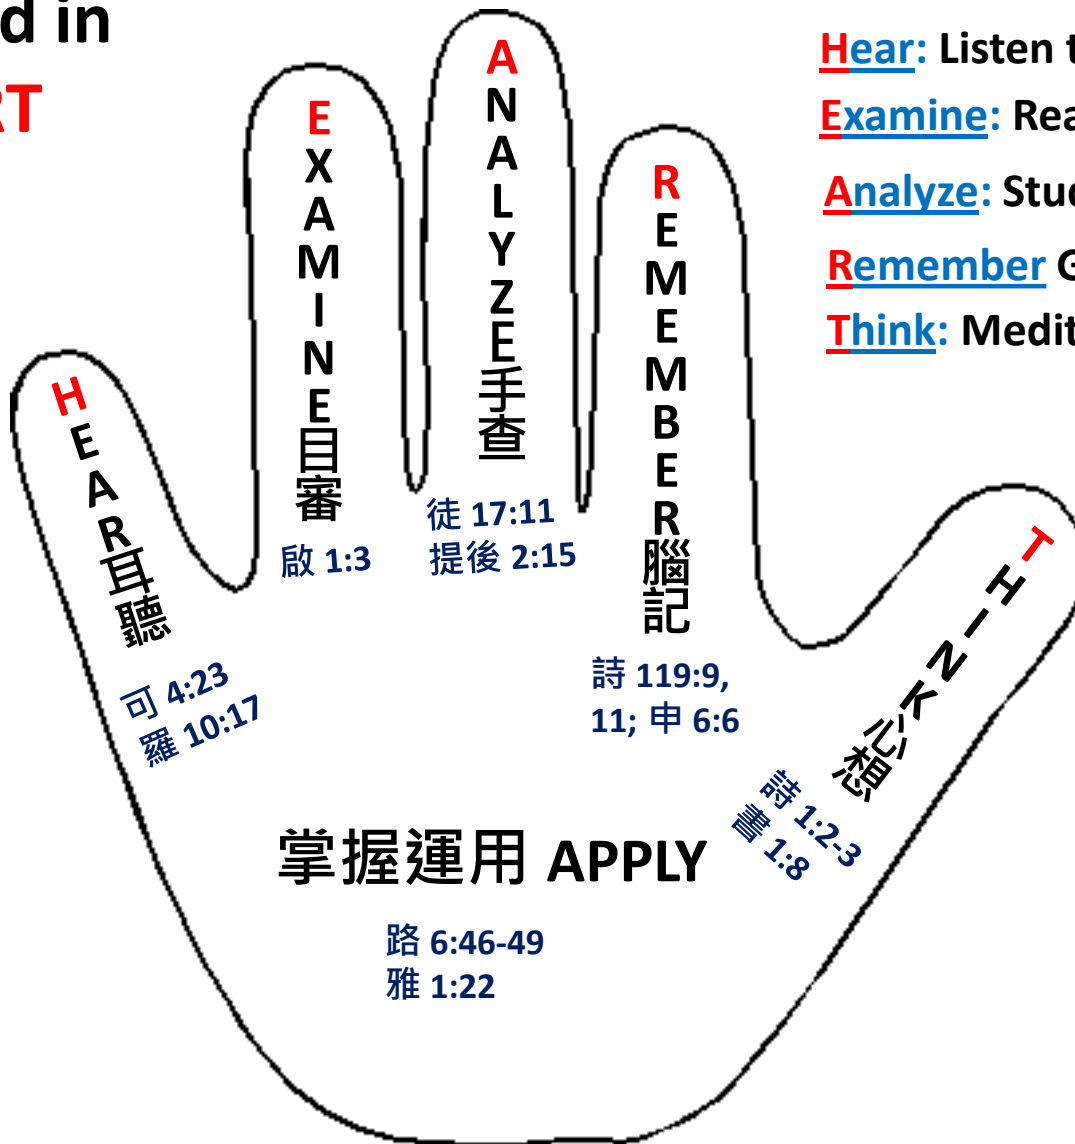 d in
RT
Hear: Listen t
Examine: Rea
Analyze: Stud
Remember G
Think: Medit
HEAR耳聽
可 4:23
羅 10:17
EXAMINE目審
啟 1:3
ANALYZE手查
徒 17:11
提後 2:15
REMEMBER腦記
詩 119:9,
11; 申 6:6
THINK心想
詩 1:2-3
書 1:8
掌握運用 APPLY
路 6:46-49
雅 1:22